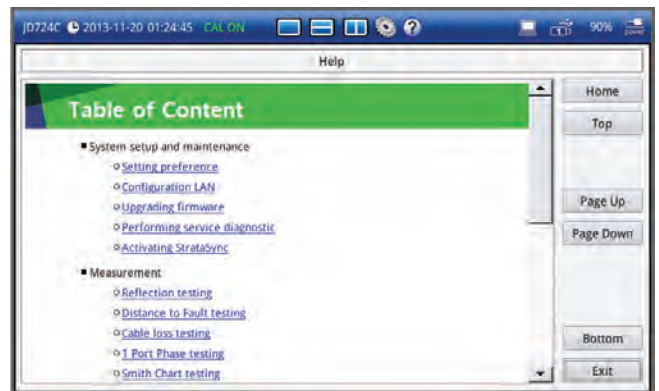 JD724C 2013-11-20 01:24:45 CAL ON 90%
Help
Table of Content
System setup and maintenance
Setting preference
Configuration LAN
Upgrading firmware
Performing service diagnostic
Activating StrataSync
Measurement
Reflection testing
Distance to Fault testing
Cable loss testing
1 Port Phase testing
Smith Chart testing
Home
Top
Page Up
Page Down
Bottom
Exit